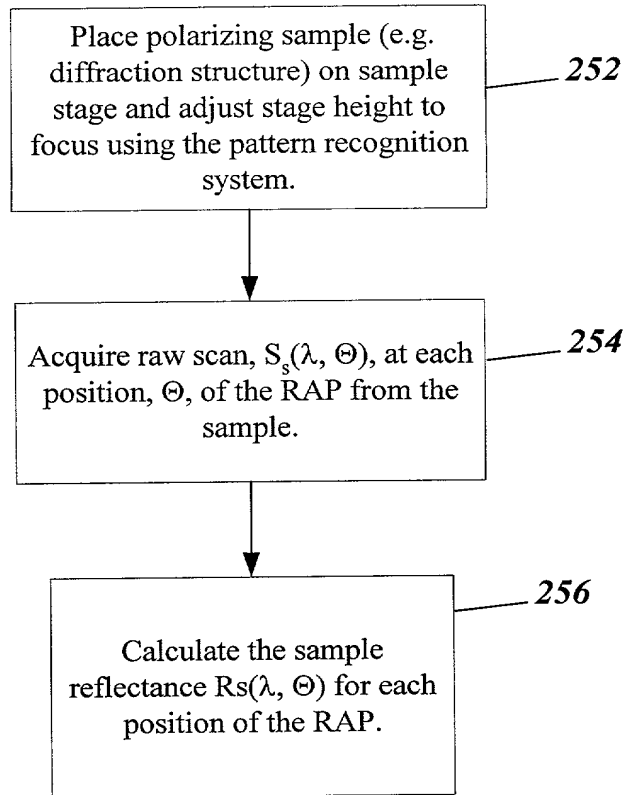 Place polarizing sample (e.g.
diffraction structure) on sample
stage and adjust stage height to
focus using the pattern recognition
system.
252
Acquire raw scan, Sₛ(λ, Θ), at each
position, Θ, of the RAP from the
sample.
254
Calculate the sample
reflectance Rs(λ, Θ) for each
position of the RAP.
256